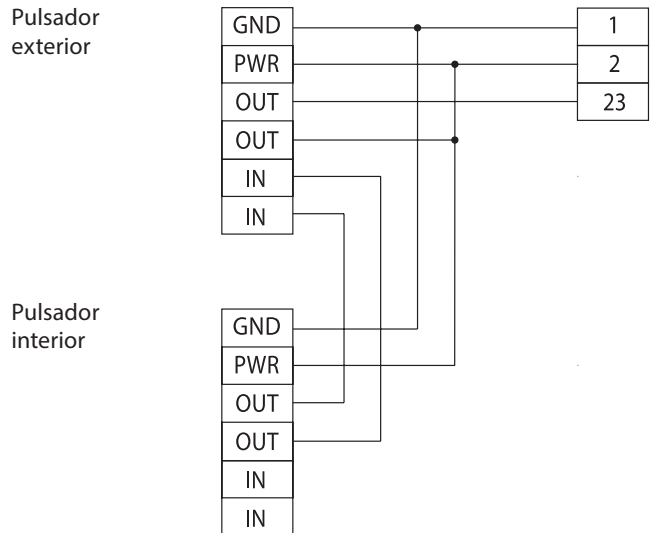 Pulsador
exterior
GND
PWR
OUT
OUT
IN
IN
1
2
23
Pulsador
interior
GND
PWR
OUT
OUT
IN
IN